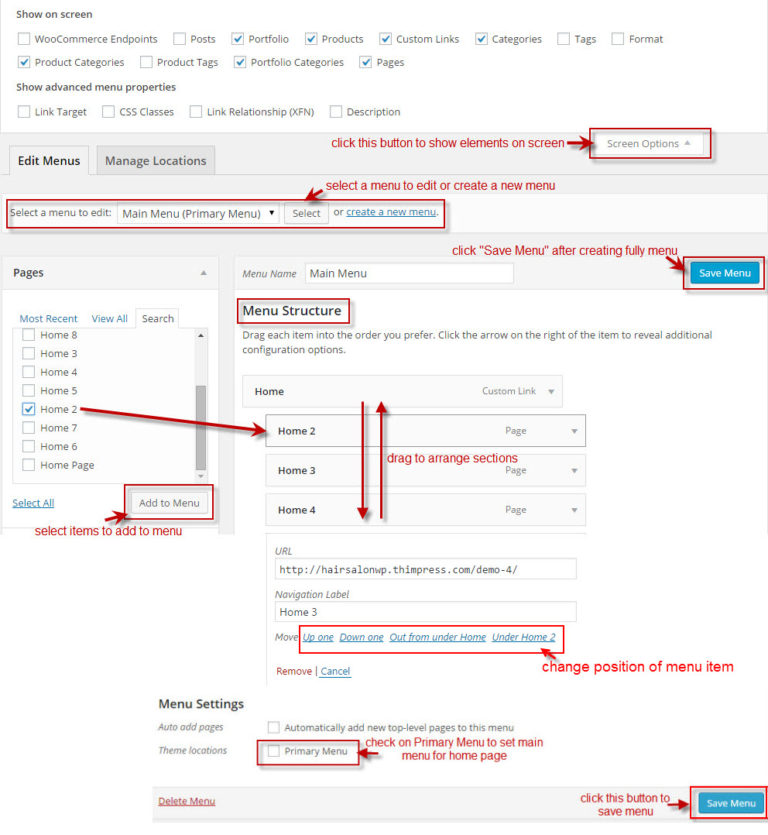 Show on screen
WooCommerce Endpoints Posts Portfolio Products Custom Links Categories Tags Format
Product Categories Product Tags Portfolio Categories Pages
Show advanced menu properties
Link Target CSS Classes Link Relationship (XFN) Description
click this button to show elements on screen Screen Options
Edit Menus Manage Locations
select a menu to edit or create a new menu
Select a menu to edit: Main Menu (Primary Menu) Select or create a new menu.
click "Save Menu" after creating fully menu
Pages Menu Name Main Menu Save Menu
Most Recent View All Search
Home 8
Home 3
Home 4
Home 5
Home 2
Home 7
Home 6
Home Page
Select All Add to Menu
select items to add to menu
Menu Structure
Drag each item into the order you prefer. Click the arrow on the right of the item to reveal additional
configuration options.
Home Custom Link
Home 2 Page
drag to arrange sections
Home 3 Page
Home 4 Page
URL
http://hairsalonwp.thimpress.com/demo-4/
Navigation Label
Home 3
Move Up one Down one Out from under Home Under Home 2
change position of menu item
Remove | Cancel
Menu Settings
Auto add pages Automatically add new top-level pages to this menu
Theme locations Primary Menu
check on Primary Menu to set main
menu for home page
click this button to
save menu
Delete Menu Save Menu